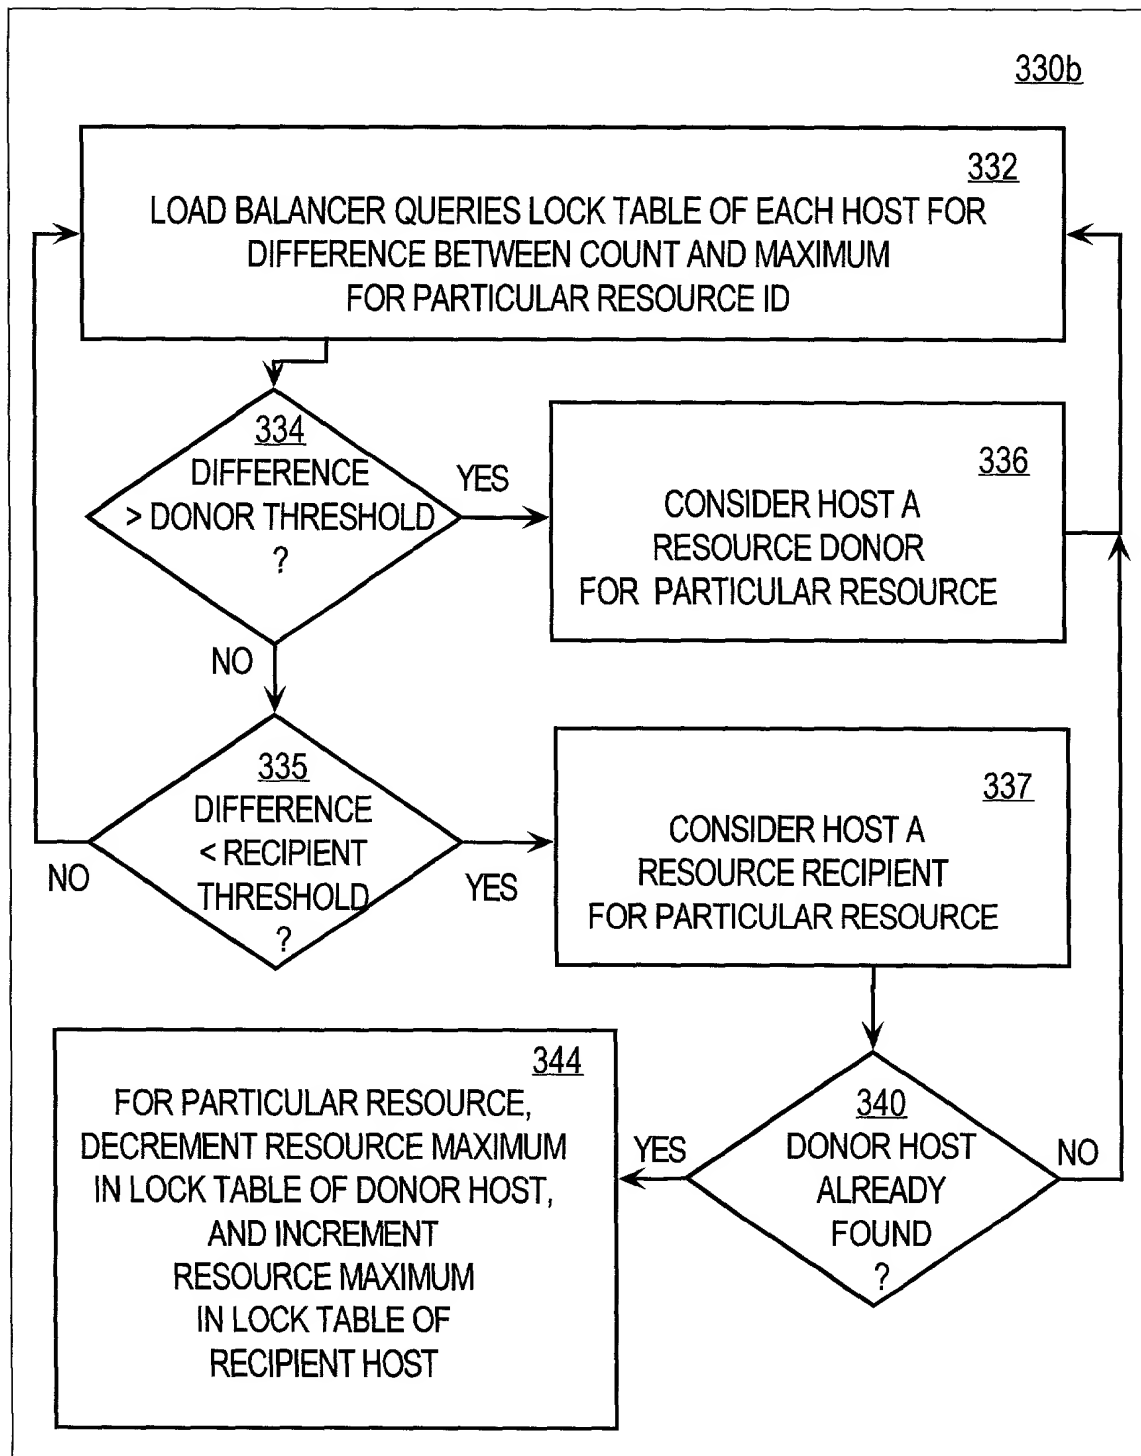 330b
332
LOAD BALANCER QUERIES LOCK TABLE OF EACH HOST FOR
DIFFERENCE BETWEEN COUNT AND MAXIMUM
FOR PARTICULAR RESOURCE ID
334
DIFFERENCE
> DONOR THRESHOLD
?
YES
NO
336
CONSIDER HOST A
RESOURCE DONOR
FOR PARTICULAR RESOURCE
335
DIFFERENCE
< RECIPIENT
THRESHOLD
?
NO
YES
337
CONSIDER HOST A
RESOURCE RECIPIENT
FOR PARTICULAR RESOURCE
340
DONOR HOST
ALREADY
FOUND
?
YES
NO
344
FOR PARTICULAR RESOURCE,
DECREMENT RESOURCE MAXIMUM
IN LOCK TABLE OF DONOR HOST,
AND INCREMENT
RESOURCE MAXIMUM
IN LOCK TABLE OF
RECIPIENT HOST